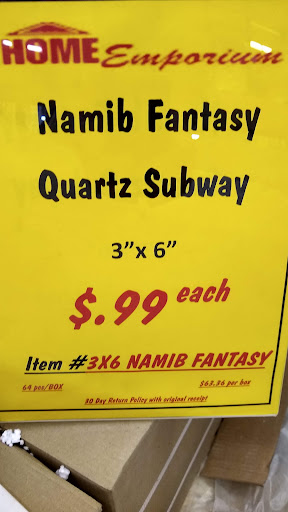 HOME Emporium
Namib Fantasy
Quartz Subway
3"x 6"
$.99 each
Item #3X6 NAMIB FANTASY
64 pcs/BOX $63.36 per box
30 Day Return Policy with original receipt